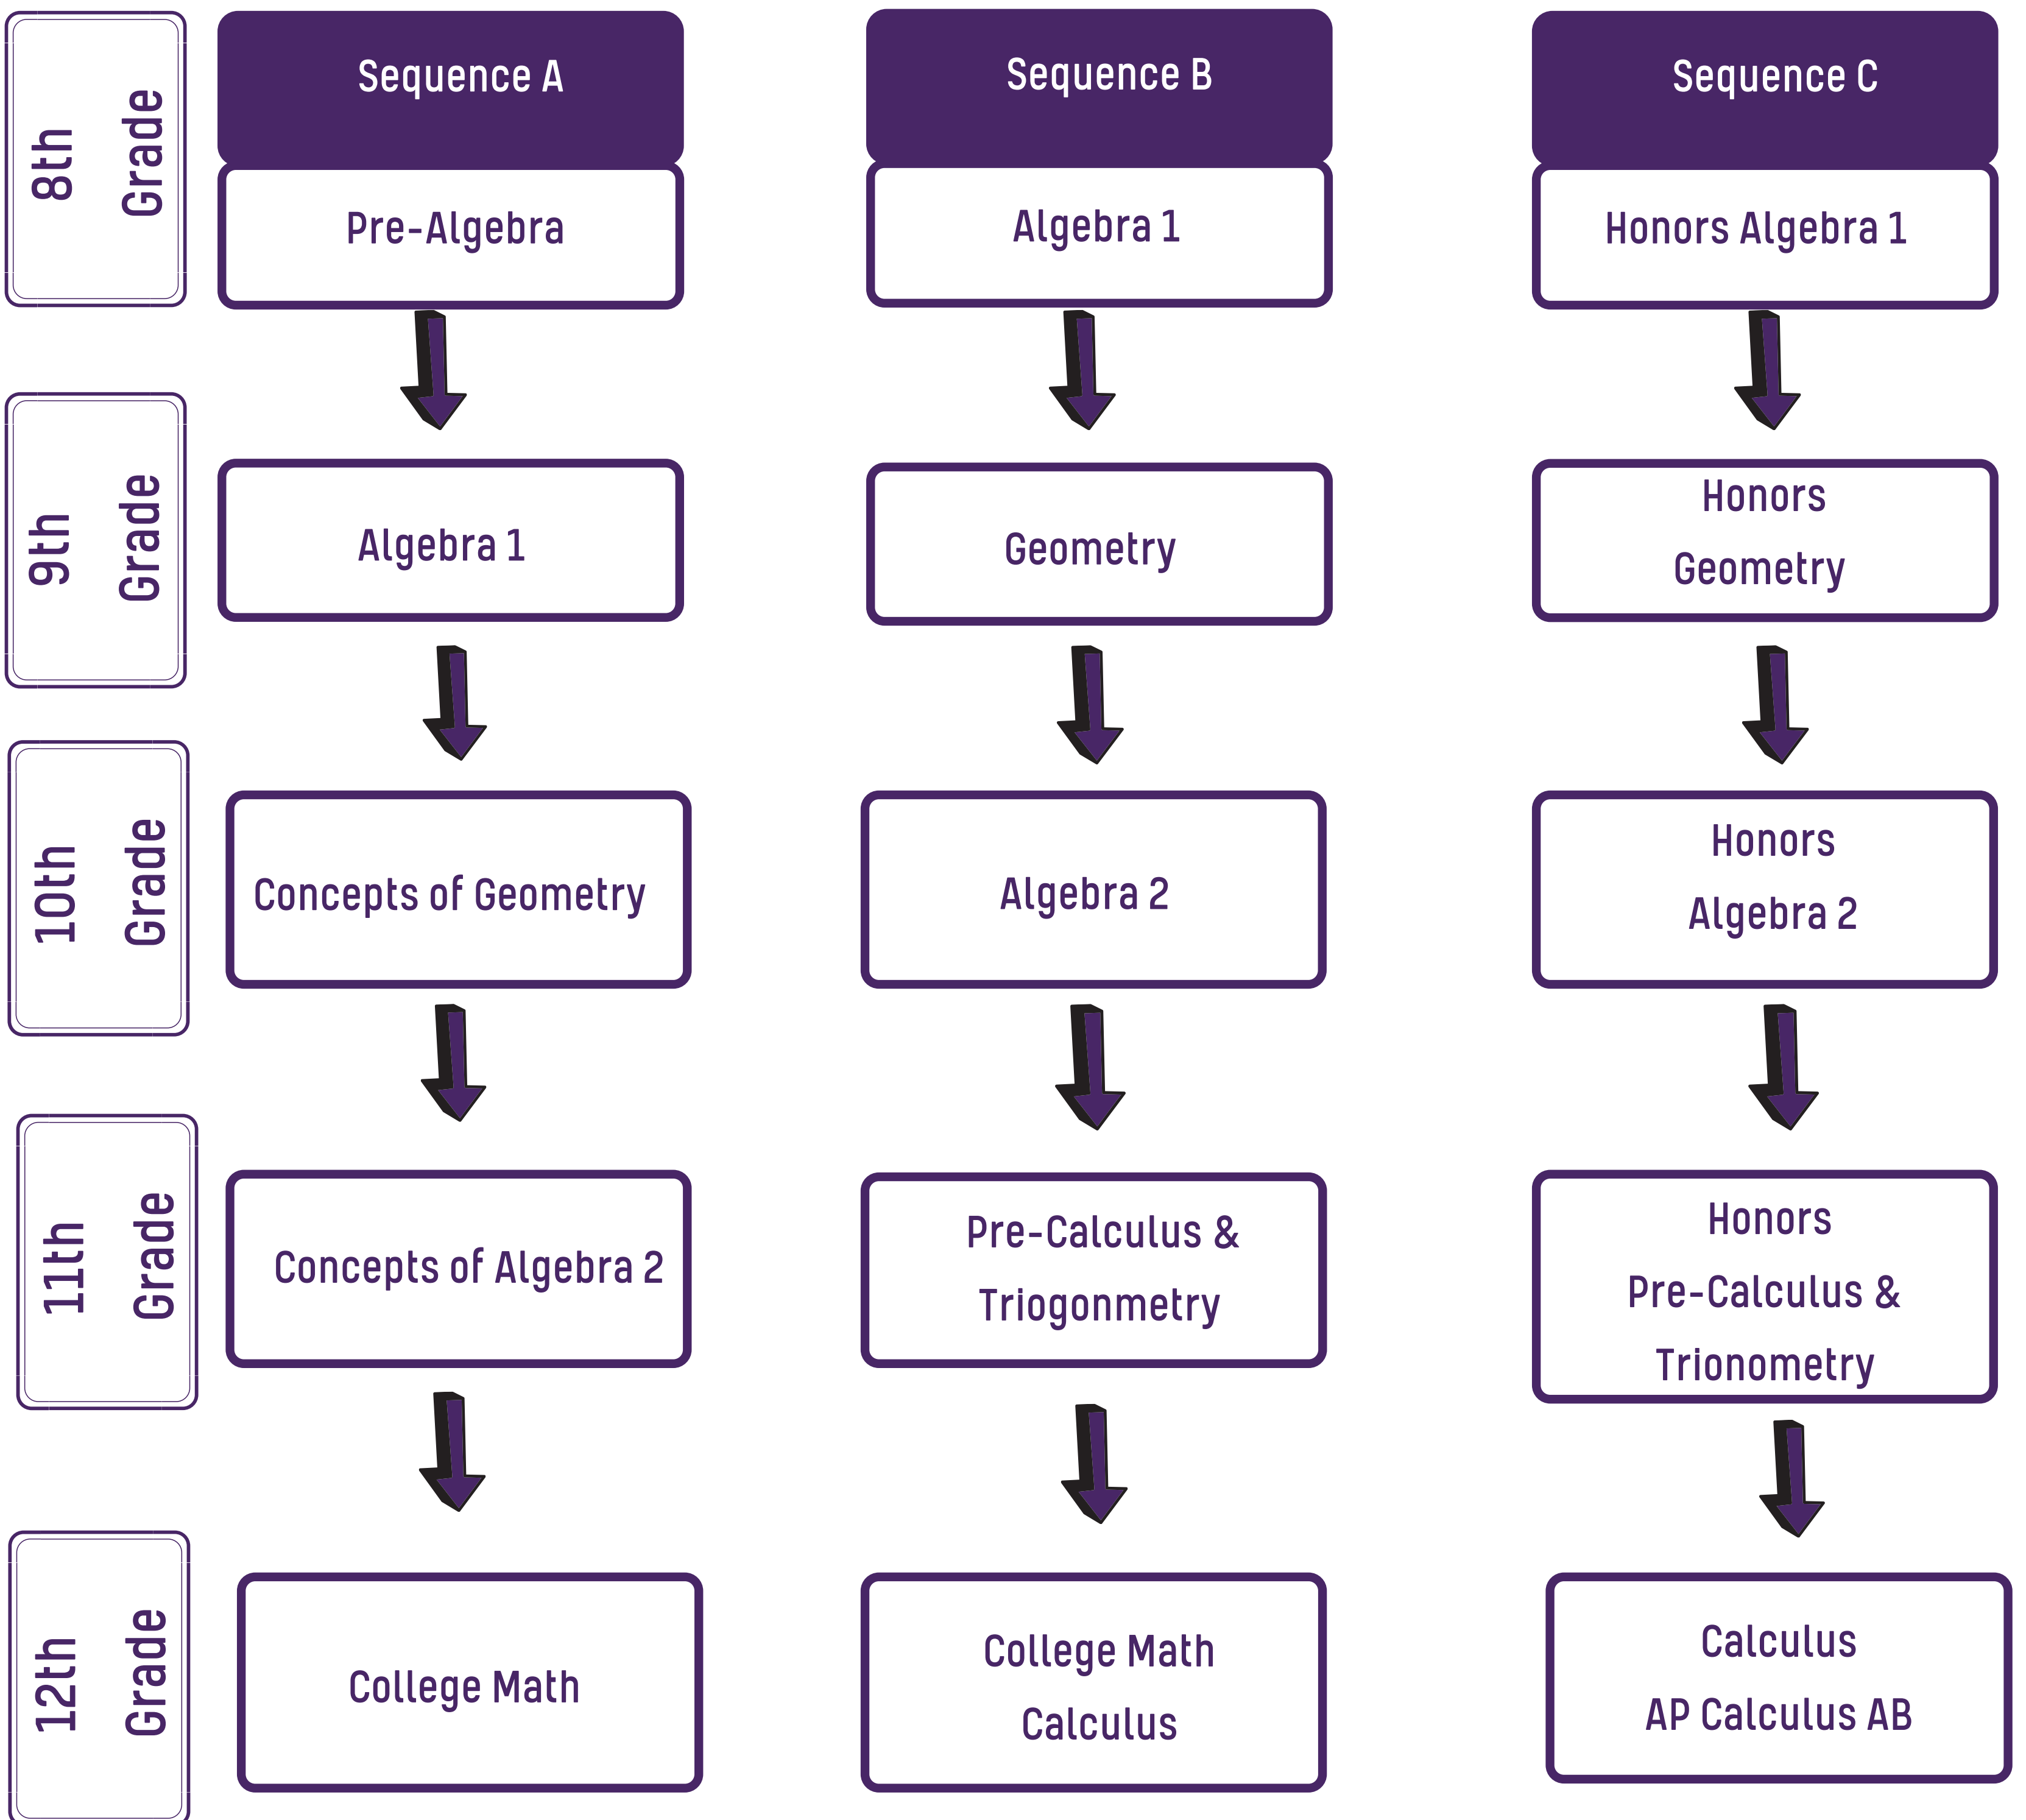 8th
Grade
Sequence A
Sequence B
Sequence C
Pre-Algebra
Algebra 1
Honors Algebra 1
9th
Grade
Algebra 1
Geometry
Honors
Geometry
10th
Grade
Concepts of Geometry
Algebra 2
Honors
Algebra 2
11th
Grade
Concepts of Algebra 2
Pre-Calculus &
Triogonmetry
Honors
Pre-Calculus &
Trionometry
12th
Grade
College Math
College Math
Calculus
Calculus
AP Calculus AB